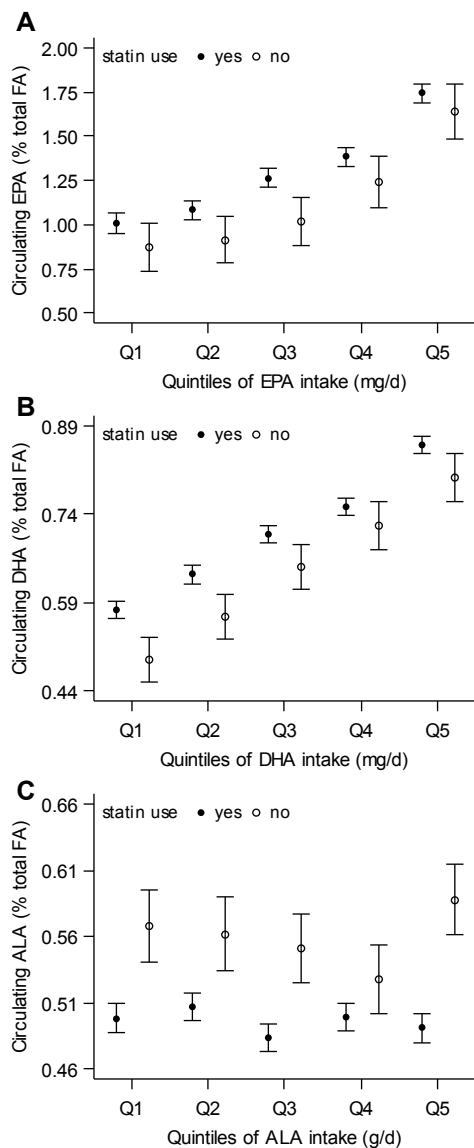 A
statin use ● yes ○ no
Circulating EPA (% total FA)
2.00
1.75
1.50
1.25
1.00
0.75
0.50
Q1 Q2 Q3 Q4 Q5
Quintiles of EPA intake (mg/d)
B
statin use ● yes ○ no
Circulating DHA (% total FA)
0.89
0.74
0.59
0.44
Q1 Q2 Q3 Q4 Q5
Quintiles of DHA intake (mg/d)
C
statin use ● yes ○ no
Circulating ALA (% total FA)
0.66
0.61
0.56
0.51
0.46
Q1 Q2 Q3 Q4 Q5
Quintiles of ALA intake (g/d)